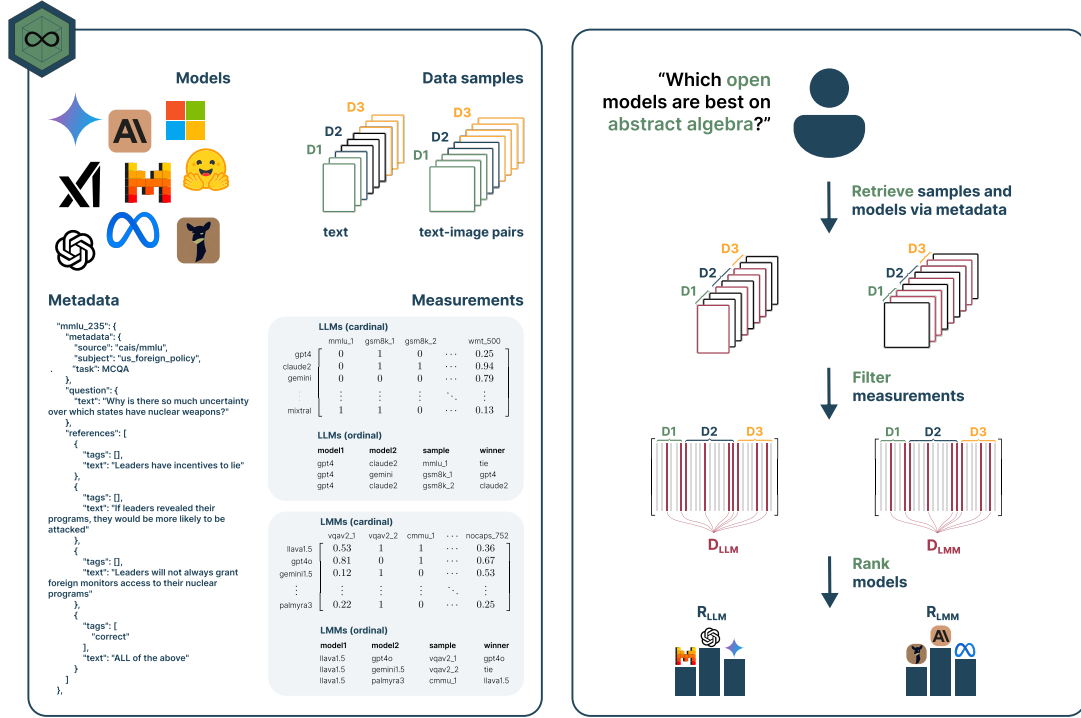 Models
Data samples
D3
D2
D1
text
D3
D2
D1
text-image pairs
Metadata
"mmlu_235": {
"metadata": {
"source": "cais/mmlu",
"subject": "us_foreign_policy",
. "task": MCQA
},
"question": {
"text": "Why is there so much uncertainty
over which states have nuclear weapons?"
},
"references": [
{
"tags": [],
"text": "Leaders have incentives to lie"
},
{
"tags": [],
"text": "If leaders revealed their
programs, they would be more likely to be
attacked"
},
{
"tags": [],
"text": "Leaders will not always grant
foreign monitors access to their nuclear
programs"
},
{
"tags": [
"correct"
],
"text": "ALL of the above"
}
]
},
Measurements
LLMs (cardinal)
mmlu_1 gsm8k_1 gsm8k_2 wmt_500
gpt4 0 1 0 ⋯ 0.25
claude2 0 1 1 ⋯ 0.94
gemini 0 0 0 ⋯ 0.79
⋮ ⋮ ⋮ ⋮ ⋱ ⋮
mixtral 1 1 0 ⋯ 0.13
LLMs (ordinal)
model1 model2 sample winner
gpt4 claude2 mmlu_1 tie
gpt4 gemini gsm8k_1 gpt4
gpt4 claude2 gsm8k_2 claude2
LMMs (cardinal)
vqav2_1 vqav2_2 cmmu_1 ⋯ nocaps_752
llava1.5 0.53 1 1 ⋯ 0.36
gpt4o 0.81 0 1 ⋯ 0.67
gemini1.5 0.12 1 0 ⋯ 0.53
⋮ ⋮ ⋮ ⋮ ⋱ ⋮
palmyra3 0.22 1 0 ⋯ 0.25
LMMs (ordinal)
model1 model2 sample winner
llava1.5 gpt4o vqav2_1 gpt4o
llava1.5 gemini1.5 vqav2_2 tie
llava1.5 palmyra3 cmmu_1 llava1.5
“Which open
models are best on
abstract algebra?”
Retrieve samples and
models via metadata
D3
D2
D1
D3
D2
D1
Filter
measurements
D1 D2 D3
D1 D2 D3
D_LLM
D_LMM
Rank
models
R_LLM
R_LMM